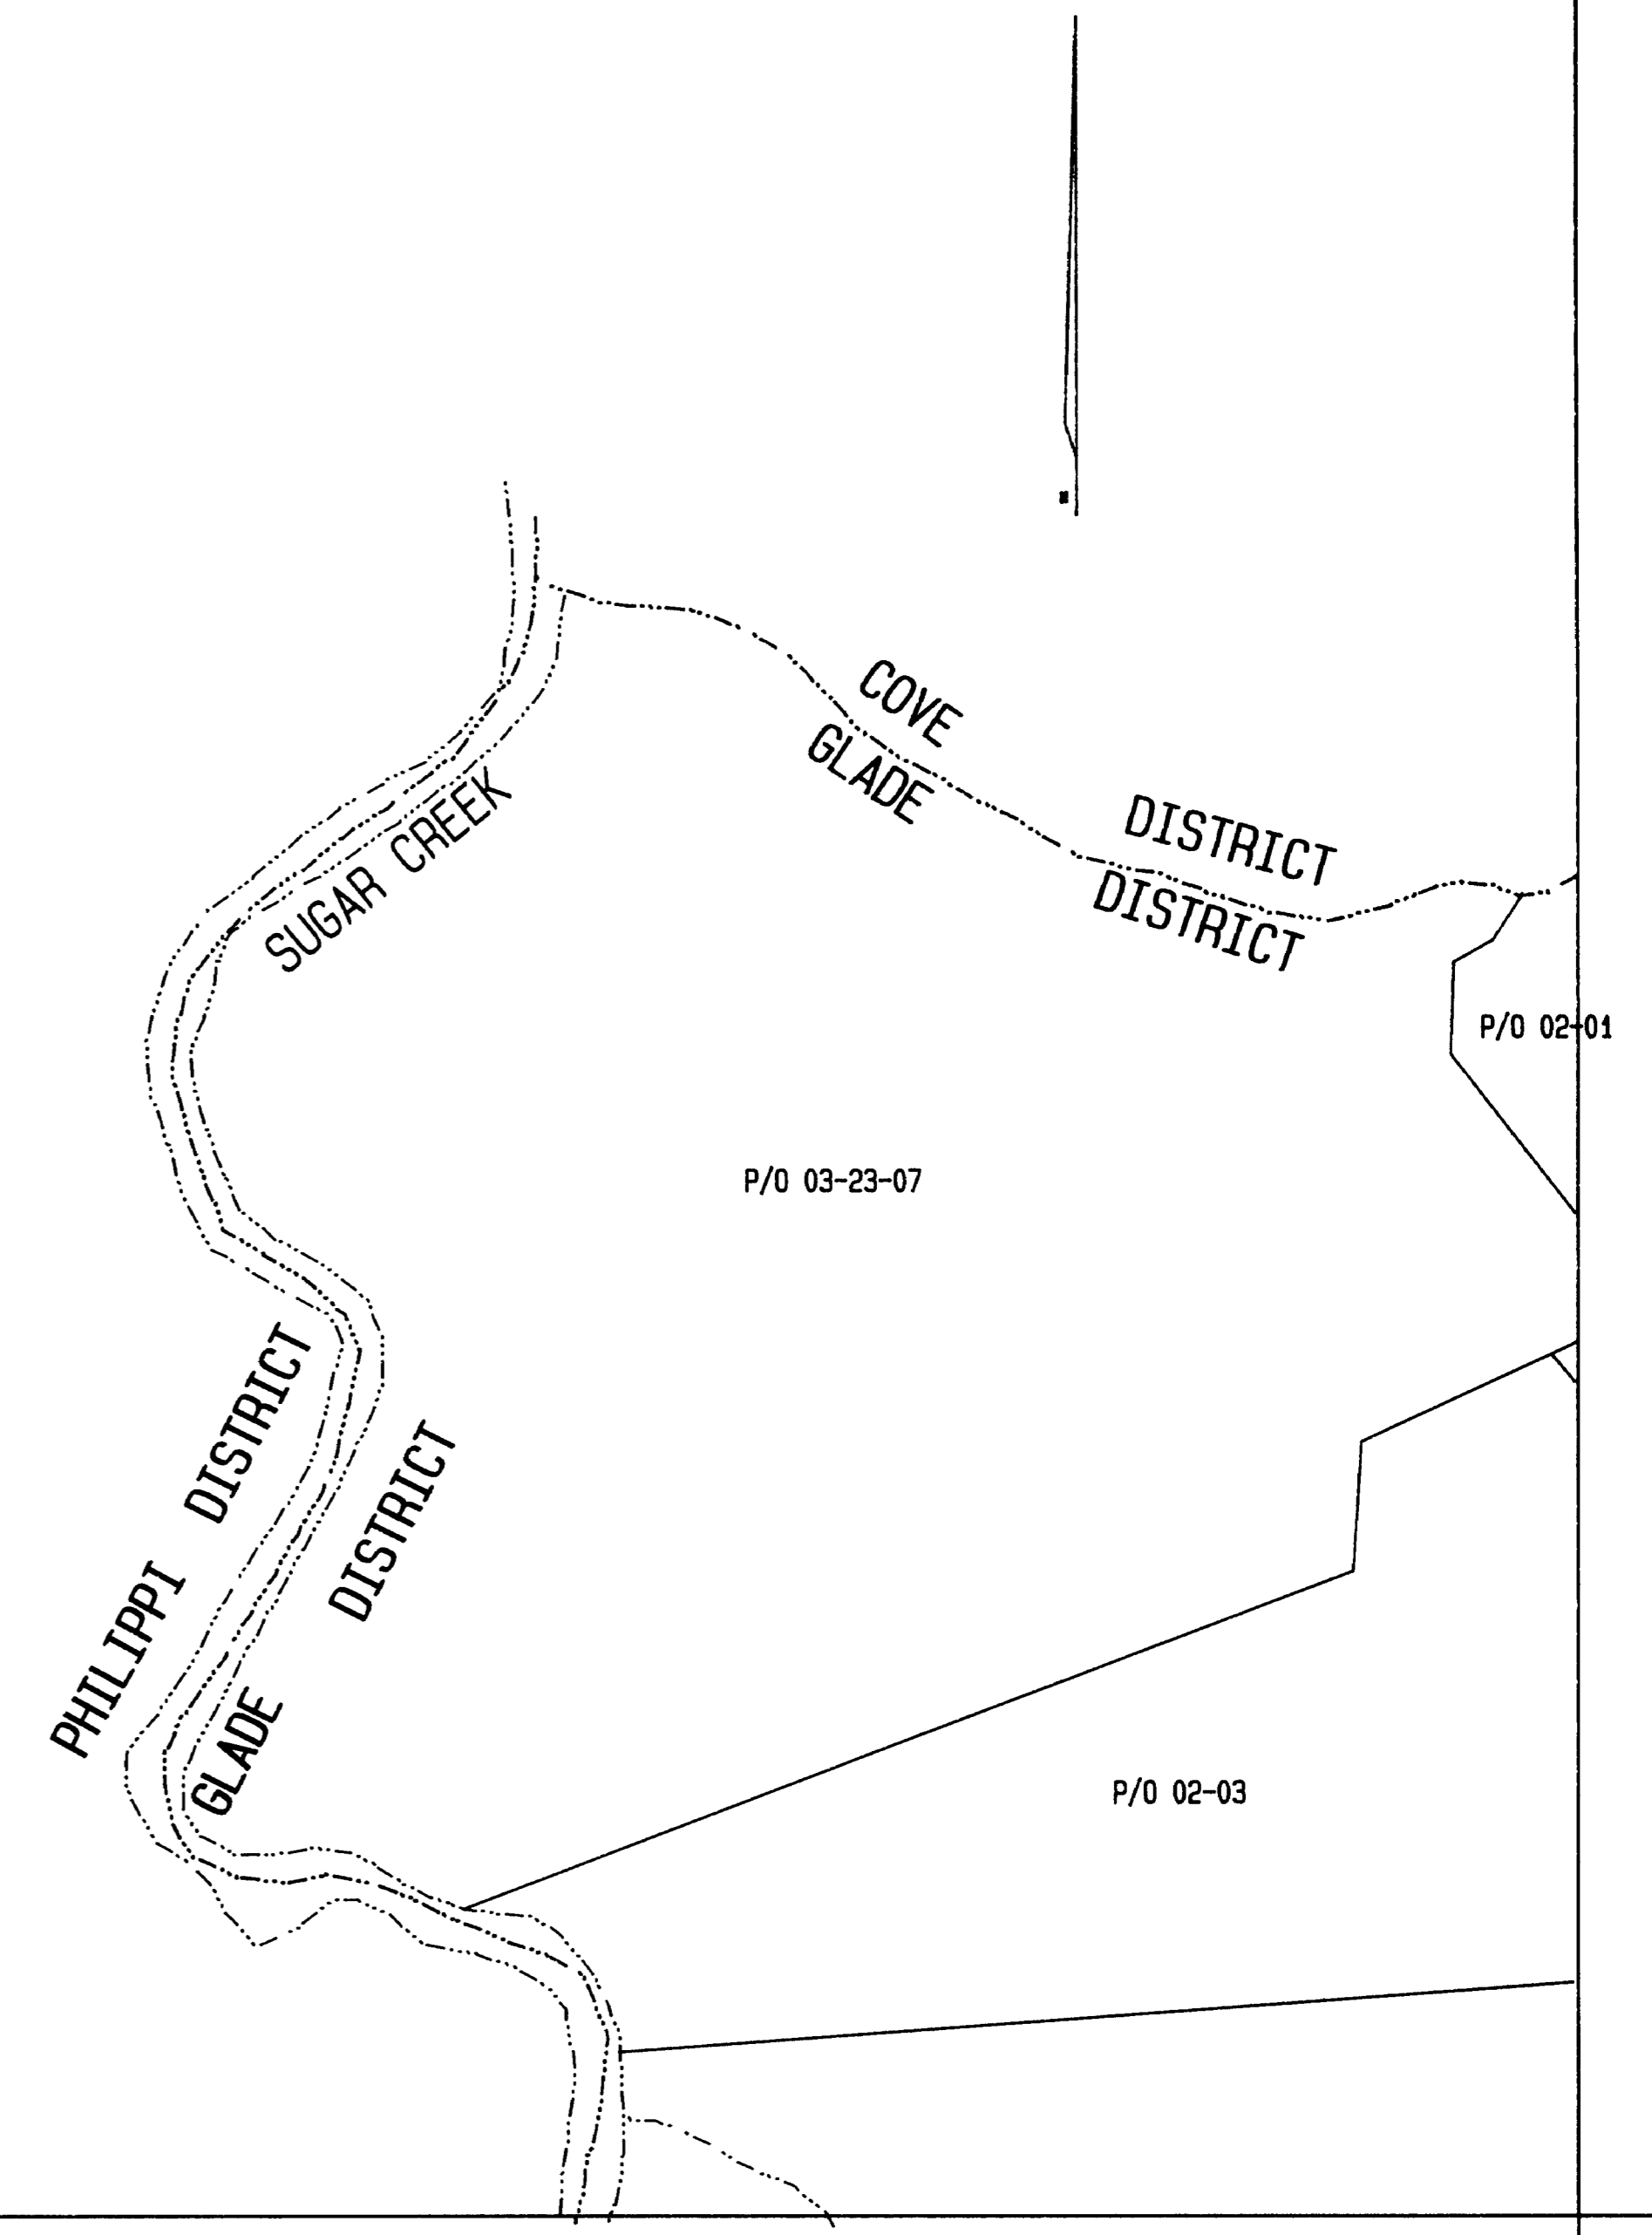 COVE
GLADE
DISTRICT
DISTRICT
SUGAR CREEK
P/O 02-01
P/O 03-23-07
PHILIPPI DISTRICT
GLADE DISTRICT
P/O 02-03